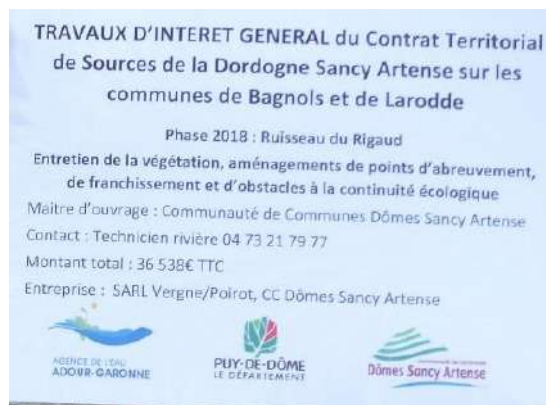 TRAVAUX D'INTERET GENERAL du Contrat Territorial
de Sources de la Dordogne Sancy Artense sur les
communes de Bagnols et de Larodde
Phase 2018 : Ruisseau du Rigaud
Entretien de la végétation, aménagements de points d'abreuvement,
de franchissement et d'obstacles à la continuité écologique
Maitre d'ouvrage : Communauté de Communes Dômes Sancy Artense
Contact : Technicien rivière 04 73 21 79 77
Montant total : 36 538€ TTC
Entreprise : SARL Vergne/Poirot, CC Dômes Sancy Artense
AGENCE DE L'EAU
ADOUR-GARONNE
PUY-DE-DÔME
LE DÉPARTEMENT
Dômes Sancy Artense